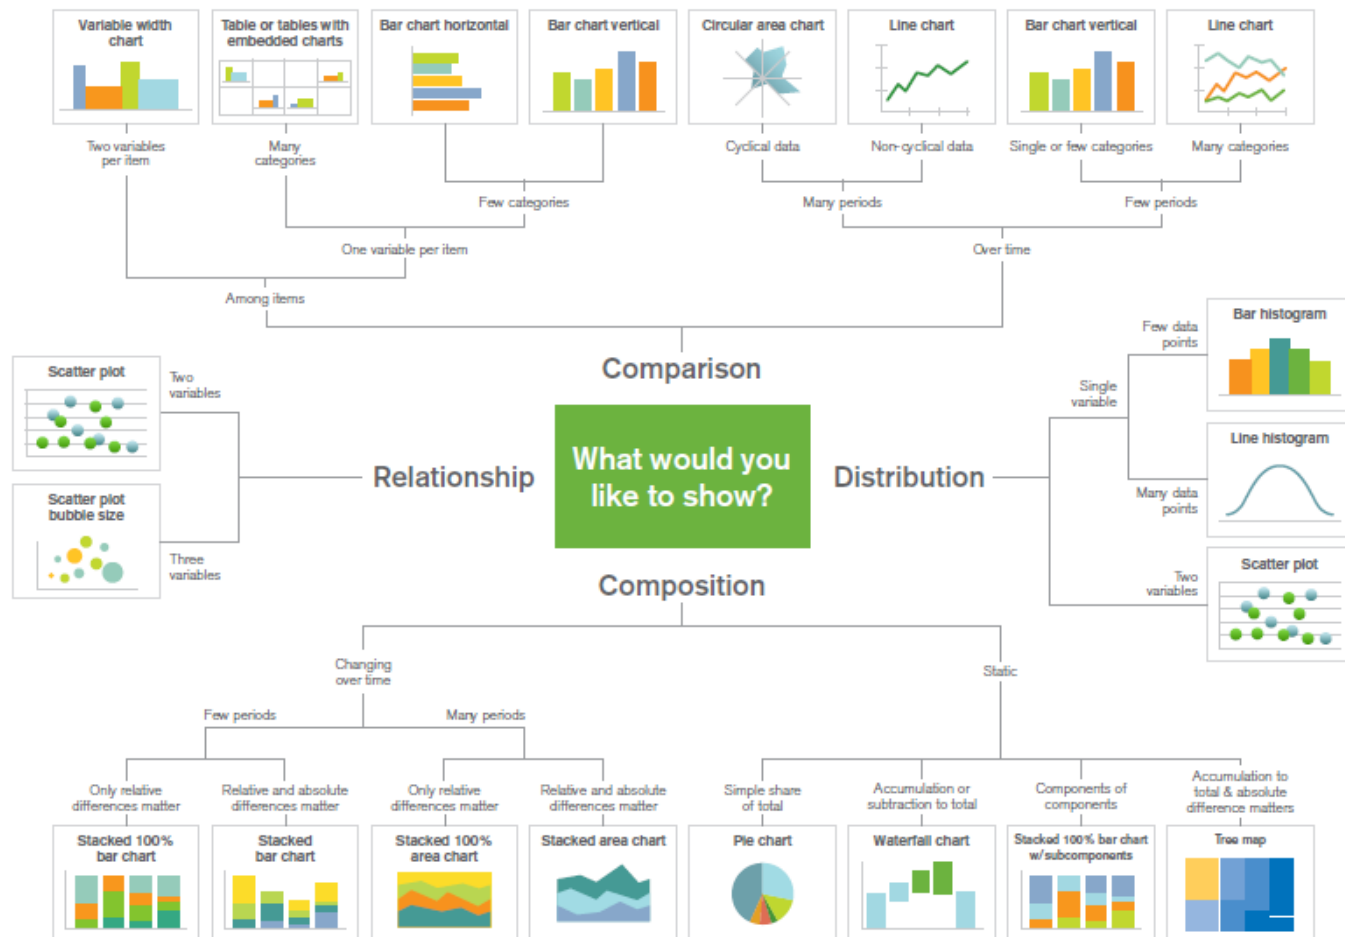 Variable width
chart
Table or tables with
embedded charts
Bar chart horizontal
Bar chart vertical
Circular area chart
Line chart
Bar chart vertical
Line chart
Two variables
per item
Many
categories
Cyclical data
Non-cyclical data
Single or few categories
Many categories
Few categories
Many periods
Few periods
One variable per item
Over time
Among items
Comparison
Scatter plot
Two
variables
Relationship
Scatter plot
bubble size
Three
variables
What would you
like to show?
Distribution
Single
variable
Few data
points
Bar histogram
Many data
points
Line histogram
Two
variables
Scatter plot
Composition
Changing
over time
Static
Few periods
Many periods
Only relative
differences matter
Relative and absolute
differences matter
Only relative
differences matter
Relative and absolute
differences matter
Simple share
of total
Accumulation or
subtraction to total
Components of
components
Accumulation to
total & absolute
difference matters
Stacked 100%
bar chart
Stacked
bar chart
Stacked 100%
area chart
Stacked area chart
Pie chart
Waterfall chart
Stacked 100% bar chart
w/subcomponents
Tree map